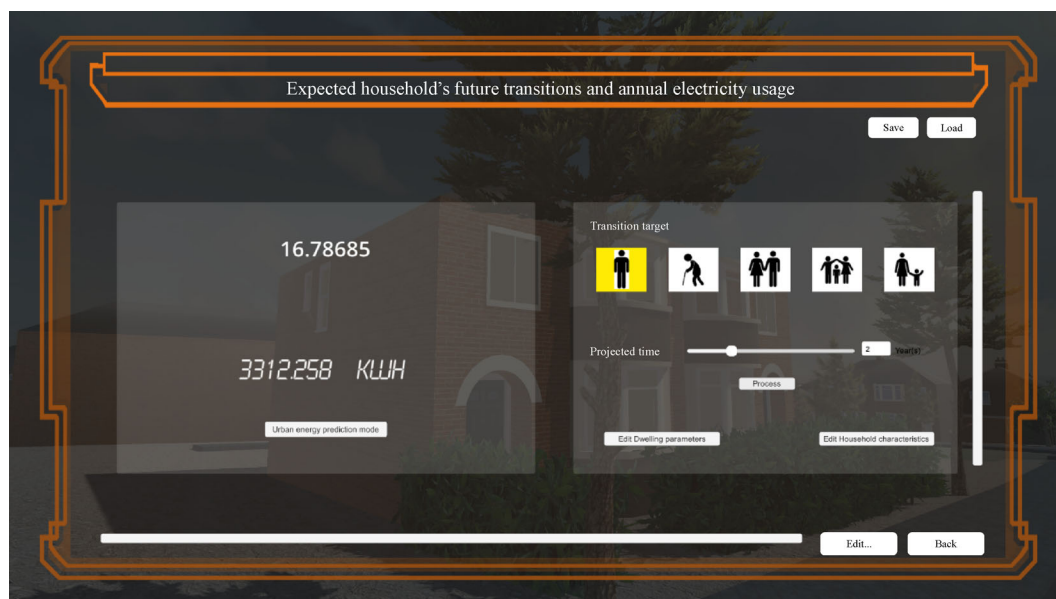 Expected household's future transitions and annual electricity usage
Save
Load
16.78685
3312.258 KWH
Urban energy prediction mode
Transition target
Projected time
2
Year(s)
Process
Edit Dwelling parameters
Edit Household characteristics
Edit...
Back